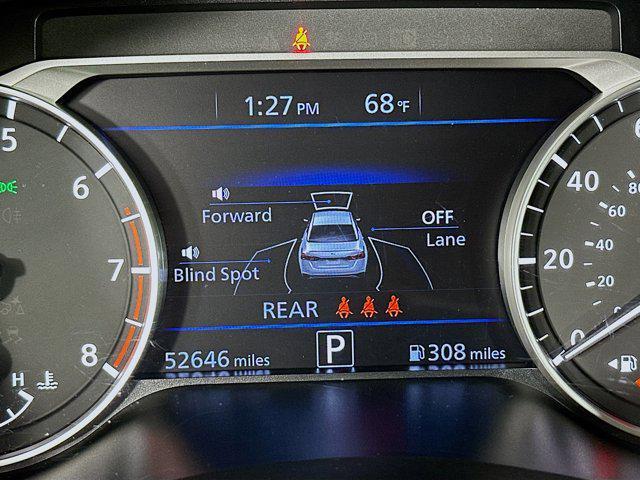 1:27 PM 68°F
Forward
OFF
Lane
Blind Spot
REAR
52646 miles P 308 miles
5
6
7
8
H
0
20
40
20
40
60
80